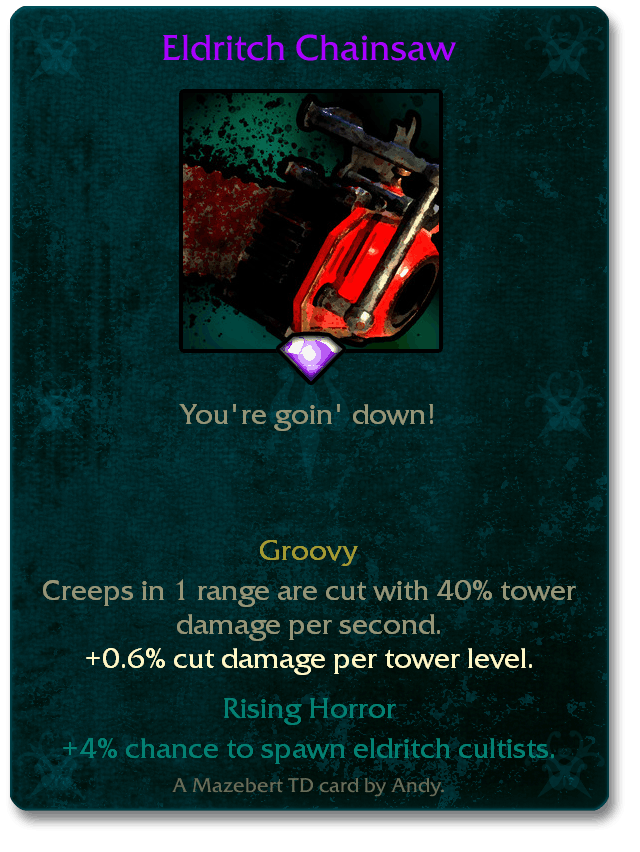 Eldritch Chainsaw
You're goin' down!
Groovy
Creeps in 1 range are cut with 40% tower
damage per second.
+0.6% cut damage per tower level.
Rising Horror
+4% chance to spawn eldritch cultists.
A Mazebert TD card by Andy.